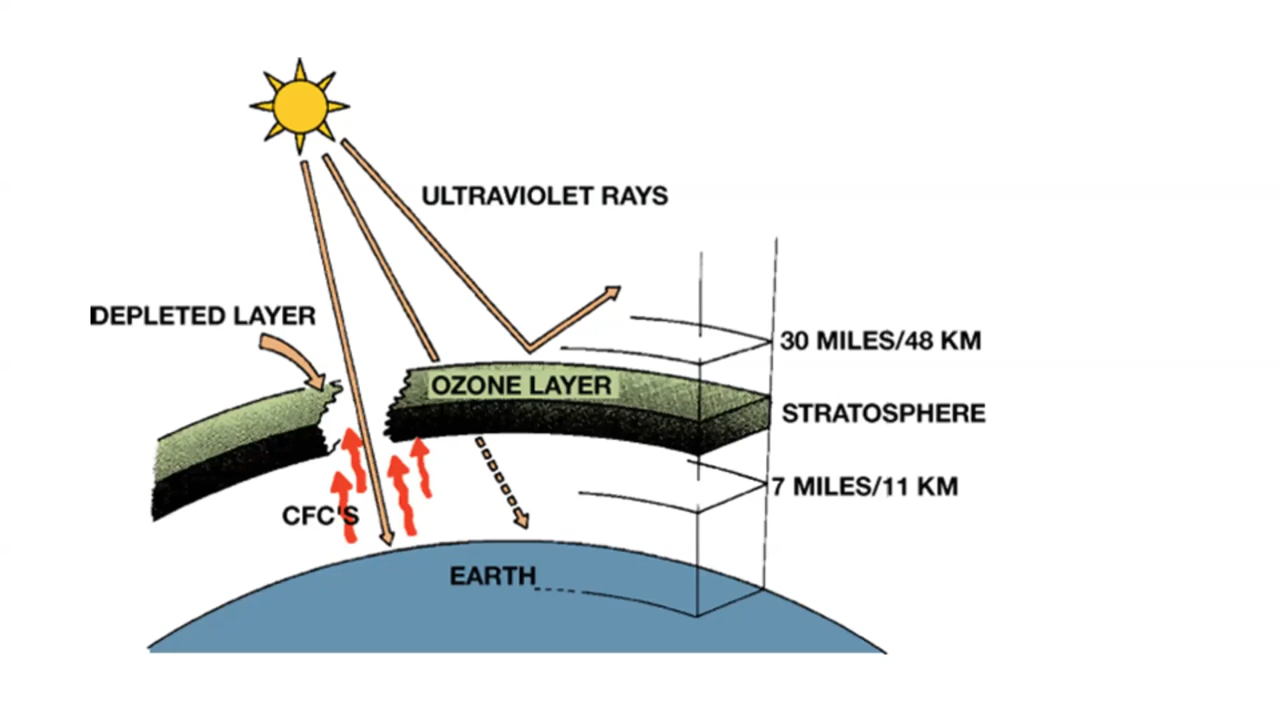 ULTRAVIOLET RAYS
DEPLETED LAYER
30 MILES/48 KM
OZONE LAYER
STRATOSPHERE
7 MILES/11 KM
CFC'S
EARTH